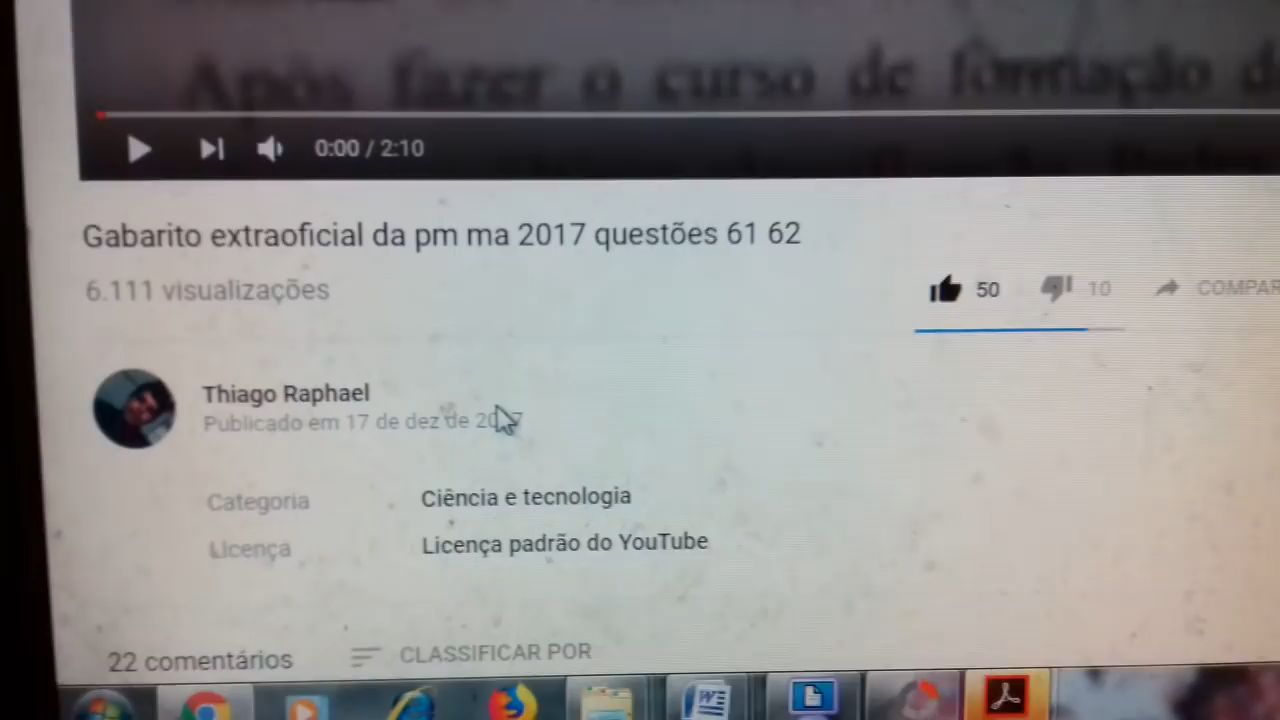 Após fazer o curso de formação d
0:00 / 2:10
Gabarito extraoficial da pm ma 2017 questões 61 62
6.111 visualizações
50
10
COMPAR
Thiago Raphael
Publicado em 17 de dez de 2017
Categoria
Ciência e tecnologia
Licença
Licença padrão do YouTube
22 comentários
CLASSIFICAR POR